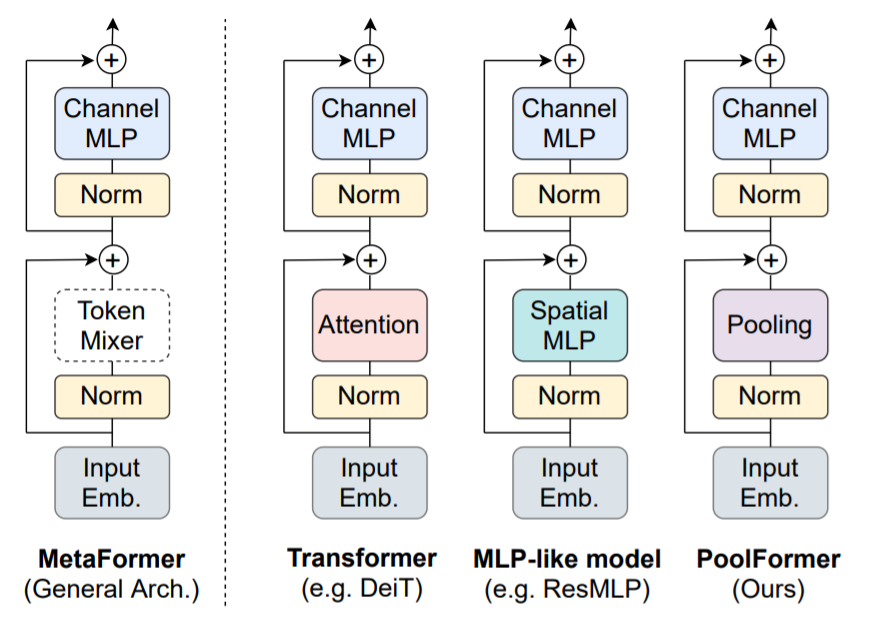 +
Channel
MLP
Norm
+
Token
Mixer
Norm
Input
Emb.
MetaFormer
(General Arch.)
+
Channel
MLP
Norm
+
Attention
Norm
Input
Emb.
Transformer
(e.g. DeiT)
+
Channel
MLP
Norm
+
Spatial
MLP
Norm
Input
Emb.
MLP-like model
(e.g. ResMLP)
+
Channel
MLP
Norm
+
Pooling
Norm
Input
Emb.
PoolFormer
(Ours)